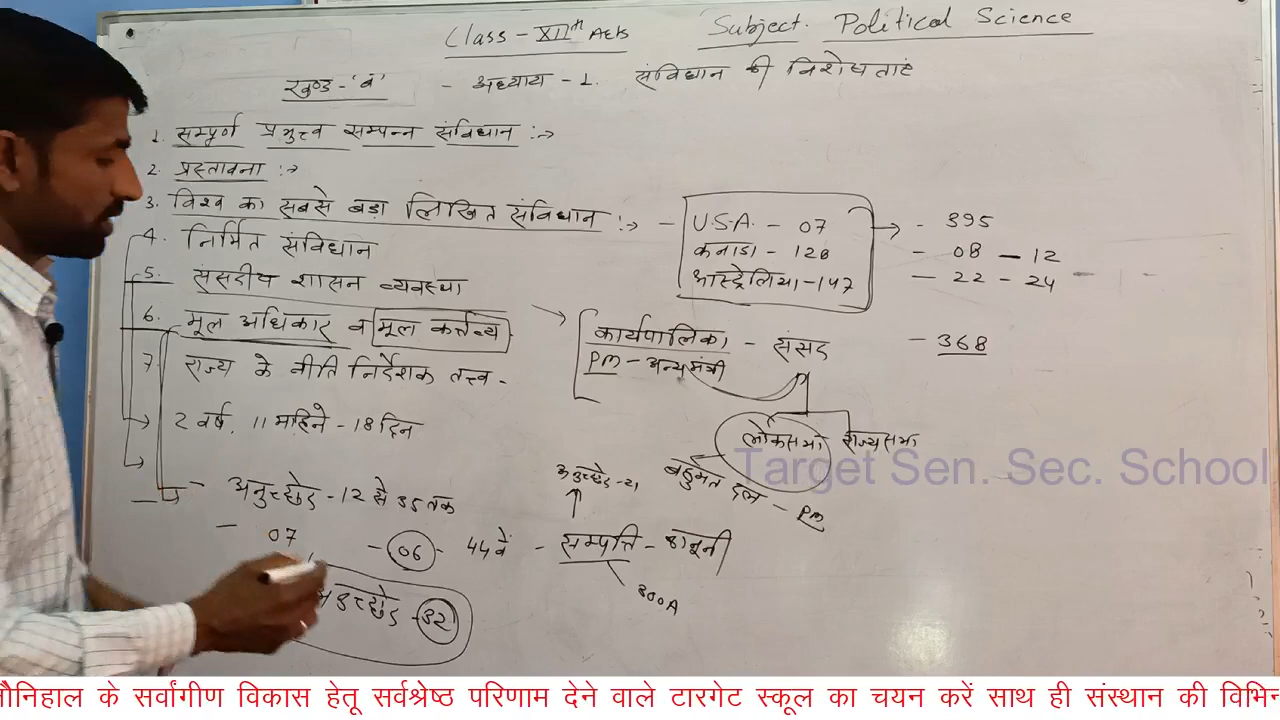 Class - XIIth Arts Subject. Political Science
खण्ड - 'ब' - अध्याय - 1. संविधान की विशेषताएं
1. सम्पूर्ण प्रभुत्व सम्पन्न संविधान :→
2. प्रस्तावना :→
3. विश्व का सबसे बड़ा लिखित संविधान :→ -
U.S.A. - 07 → - 395
कनाडा - 128 - 08 - 12
आस्ट्रेलिया - 147 - 22 - 24 -
4. निर्मित संविधान
5. संसदीय शासन व्यवस्था
6. मूल अधिकार व मूल कर्त्तव्य
7. राज्य के नीति निर्देशक तत्त्व -
कार्यपालिका - संसद - 368
PM - अन्य मंत्री
लोकसभा राज्यसभा
बहुमत दल - PM
2 वर्ष, 11 महिने - 18 दिन
- अनुच्छेद - 12 से 35 तक
अनुच्छेद - 21
- 07 - 06 - 44वें - सम्पत्ति - कानूनी
300A
अनुच्छेद - 32
Target Sen. Sec. School
नौनिहाल के सर्वांगीण विकास हेतू सर्वश्रेष्ठ परिणाम देने वाले टारगेट स्कूल का चयन करें साथ ही संस्थान की विभिन